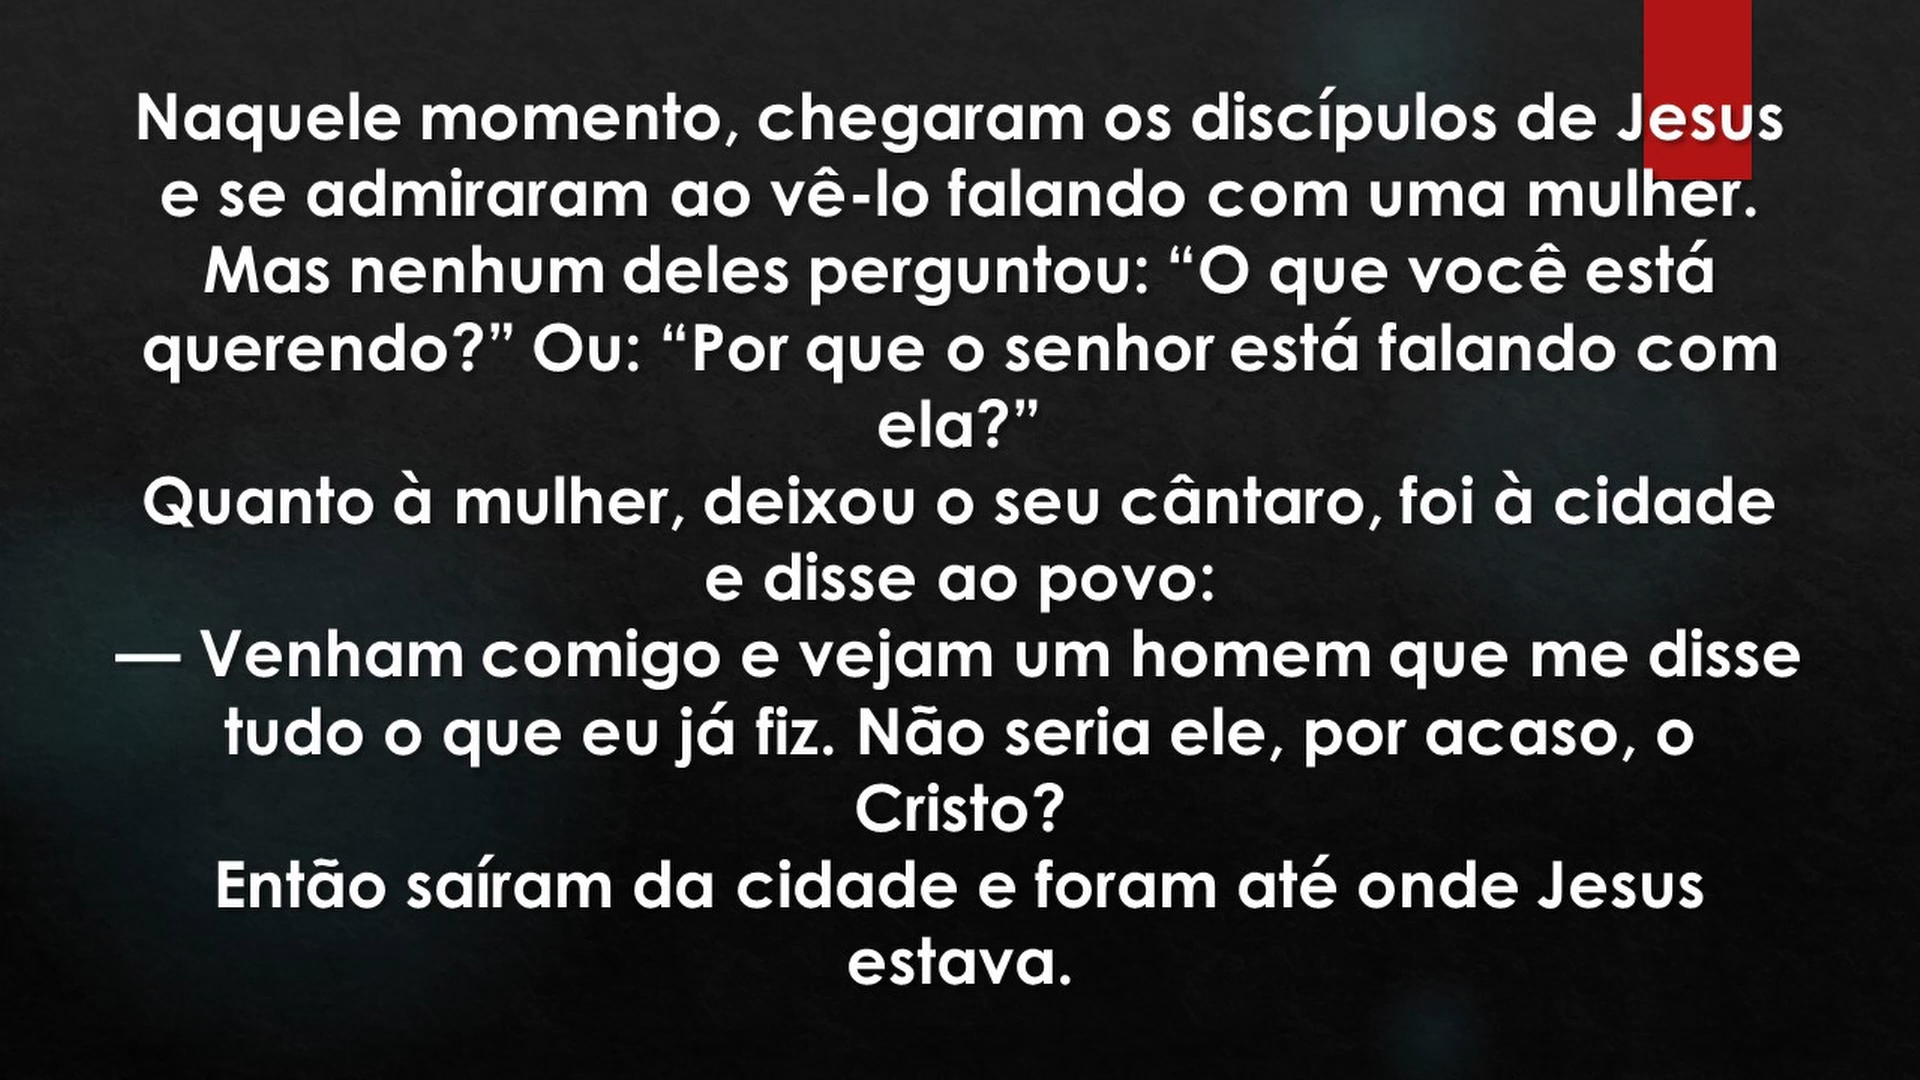 Naquele momento, chegaram os discípulos de Jesus
e se admiraram ao vê-lo falando com uma mulher.
Mas nenhum deles perguntou: “O que você está
querendo?” Ou: “Por que o senhor está falando com
ela?”
Quanto à mulher, deixou o seu cântaro, foi à cidade
e disse ao povo:
— Venham comigo e vejam um homem que me disse
tudo o que eu já fiz. Não seria ele, por acaso, o
Cristo?
Então saíram da cidade e foram até onde Jesus
estava.